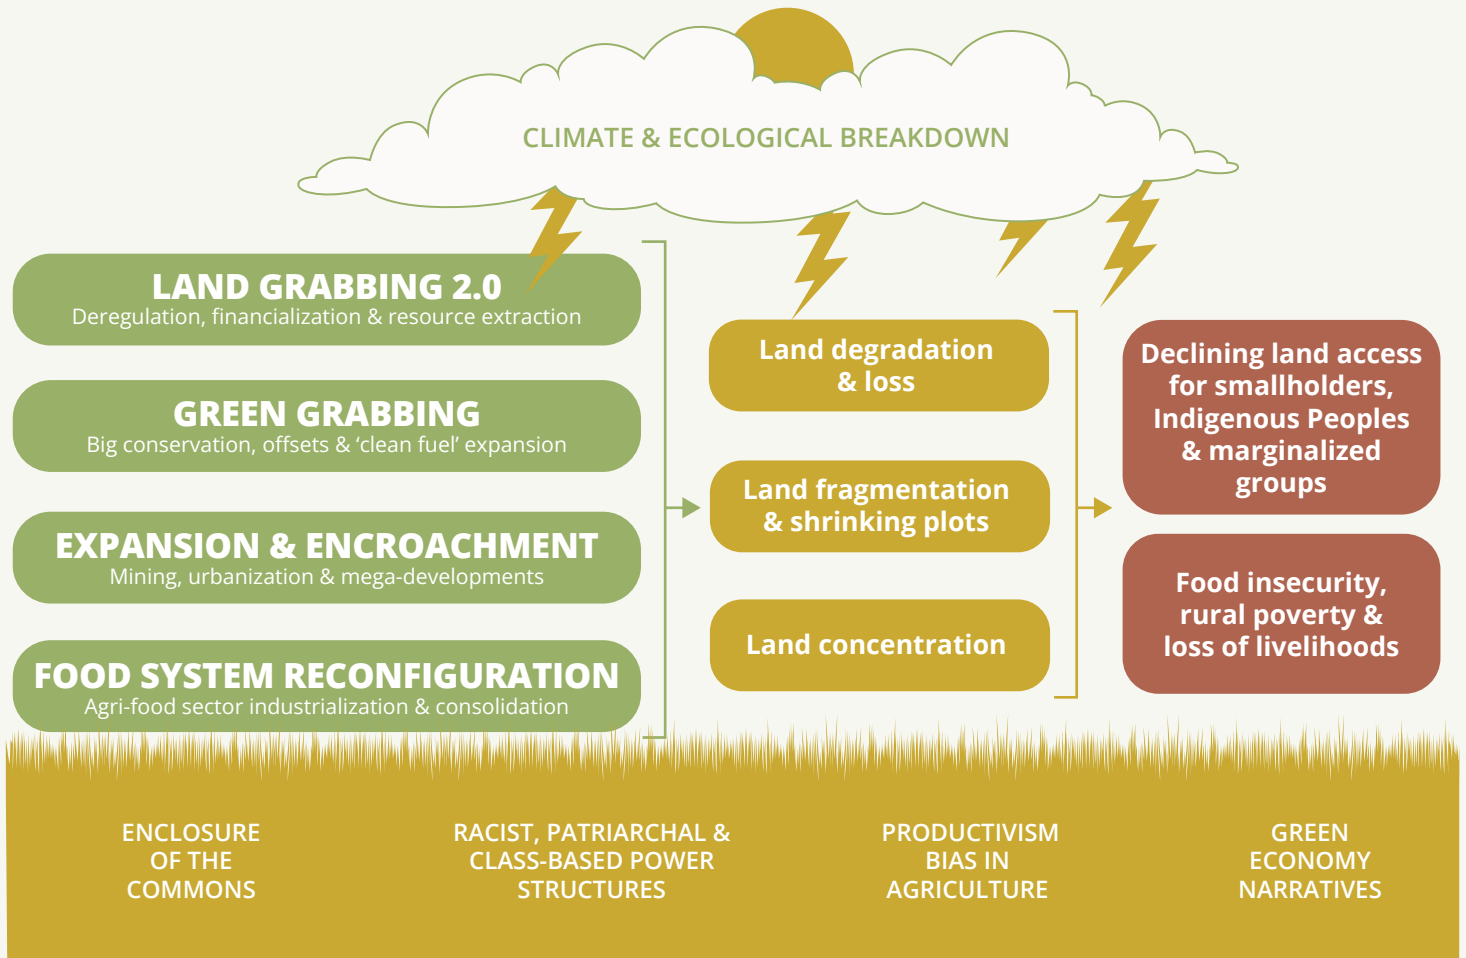 CLIMATE & ECOLOGICAL BREAKDOWN
LAND GRABBING 2.0
Deregulation, financialization & resource extraction
GREEN GRABBING
Big conservation, offsets & ‘clean fuel’ expansion
EXPANSION & ENCROACHMENT
Mining, urbanization & mega-developments
FOOD SYSTEM RECONFIGURATION
Agri-food sector industrialization & consolidation
Land degradation
& loss
Land fragmentation
& shrinking plots
Land concentration
Declining land access
for smallholders,
Indigenous Peoples
& marginalized
groups
Food insecurity,
rural poverty &
loss of livelihoods
ENCLOSURE
OF THE
COMMONS
RACIST, PATRIARCHAL &
CLASS-BASED POWER
STRUCTURES
PRODUCTIVISM
BIAS IN
AGRICULTURE
GREEN
ECONOMY
NARRATIVES